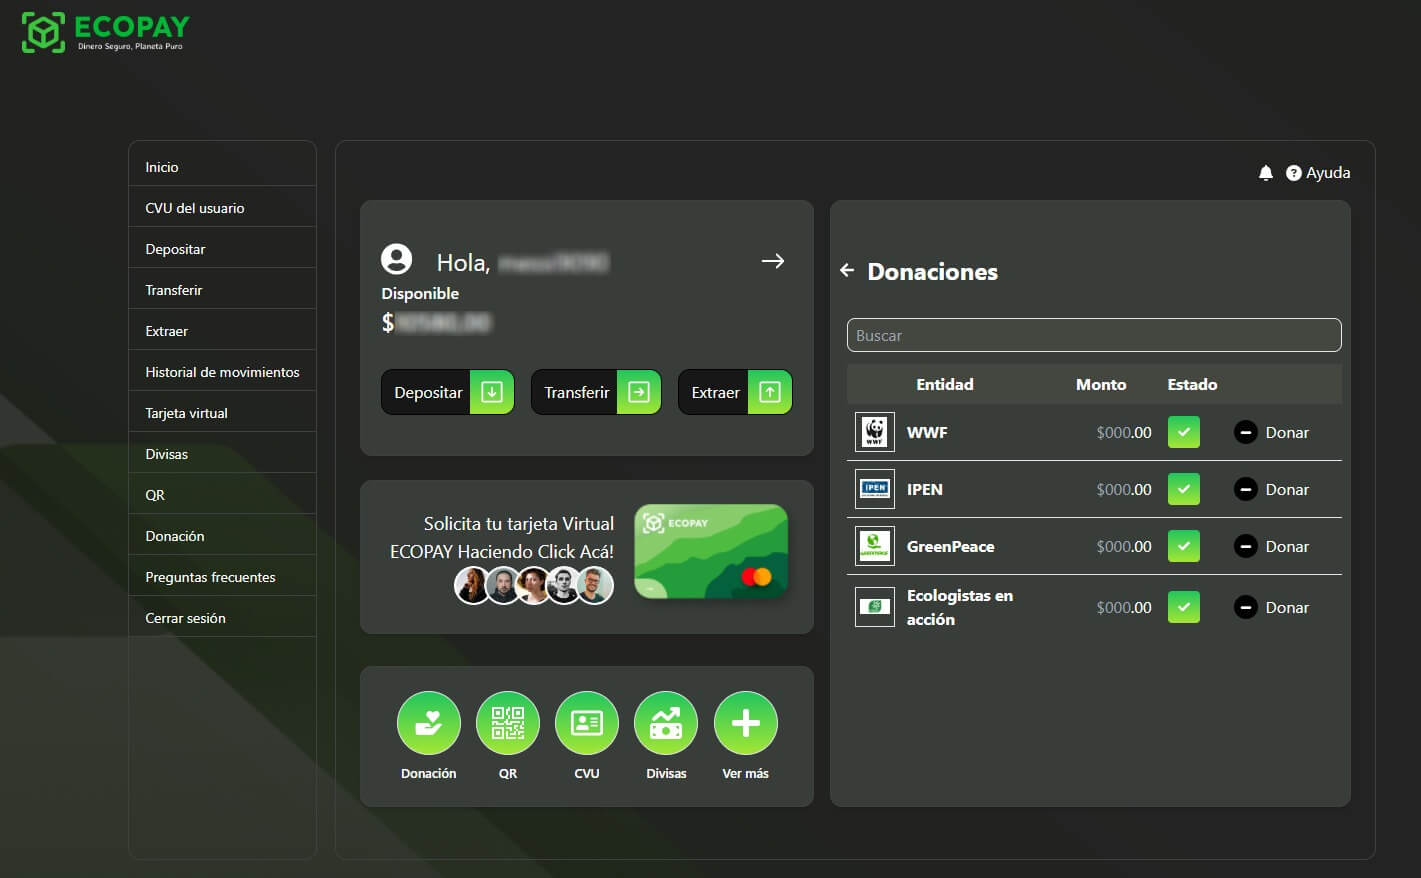 ECOPAY
Dinero Seguro, Planeta Puro
Inicio
CVU del usuario
Depositar
Transferir
Extraer
Historial de movimientos
Tarjeta virtual
Divisas
QR
Donación
Preguntas frecuentes
Cerrar sesión
? Ayuda
Hola,
Disponible
$
Depositar
Transferir
Extraer
Solicita tu tarjeta Virtual
ECOPAY Haciendo Click Acá!
ECOPAY
Donación
QR
CVU
Divisas
Ver más
Donaciones
Buscar
Entidad Monto Estado
WWF
WWF $000.00 Donar
IPEN
IPEN $000.00 Donar
GREENPEACE
GreenPeace $000.00 Donar
Ecologistas en
acción
$000.00 Donar